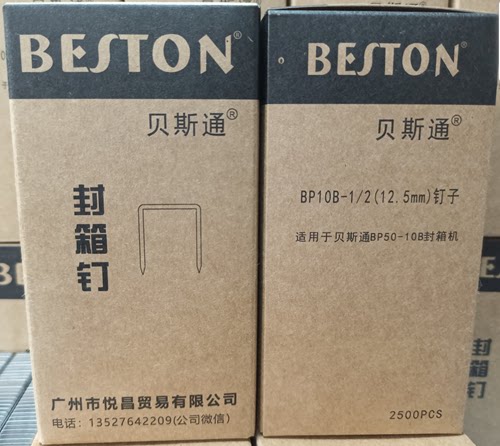 BESTON®
贝斯通®
封箱钉
广州市悦昌贸易有限公司
电话：13527642209(公司微信)
BESTON®
贝斯通®
BP10B-1/2(12.5mm)钉子
适用于贝斯通BP50-10B封箱机
2500PCS